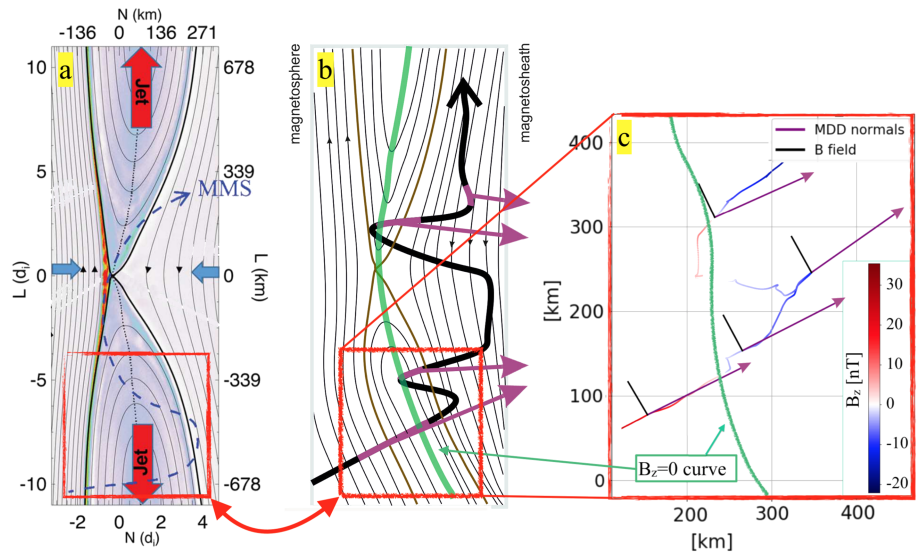 N (km)
-136 0 136 271
a
10
5
0
-5
-10
L (dᵢ)
678
339
0
-339
-678
L (km)
Jet
MMS
Jet
-2 0 2 4
N (dᵢ)
b
magnetosphere
magnetosheath
c
MDD normals
B field
400
300
200
100
0
[km]
200 300 400
[km]
30
20
10
0
-10
-20
B_z [nT]
B_z=0 curve